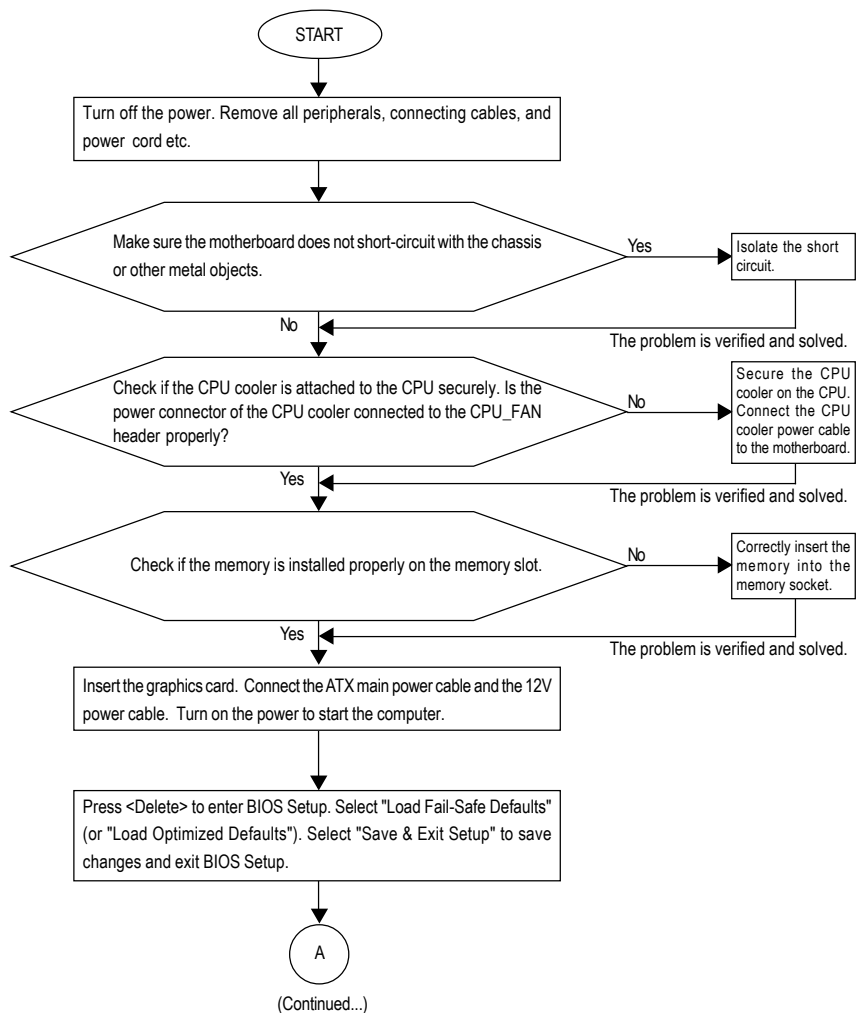 START
Turn off the power. Remove all peripherals, connecting cables, and
power cord etc.
Make sure the motherboard does not short-circuit with the chassis
or other metal objects.
Yes
Isolate the short
circuit.
No
The problem is verified and solved.
Check if the CPU cooler is attached to the CPU securely. Is the
power connector of the CPU cooler connected to the CPU_FAN
header properly?
No
Secure the CPU
cooler on the CPU.
Connect the CPU
cooler power cable
to the motherboard.
Yes
The problem is verified and solved.
Check if the memory is installed properly on the memory slot.
No
Correctly insert the
memory into the
memory socket.
Yes
The problem is verified and solved.
Insert the graphics card. Connect the ATX main power cable and the 12V
power cable. Turn on the power to start the computer.
Press <Delete> to enter BIOS Setup. Select "Load Fail-Safe Defaults"
(or "Load Optimized Defaults"). Select "Save & Exit Setup" to save
changes and exit BIOS Setup.
A
(Continued...)